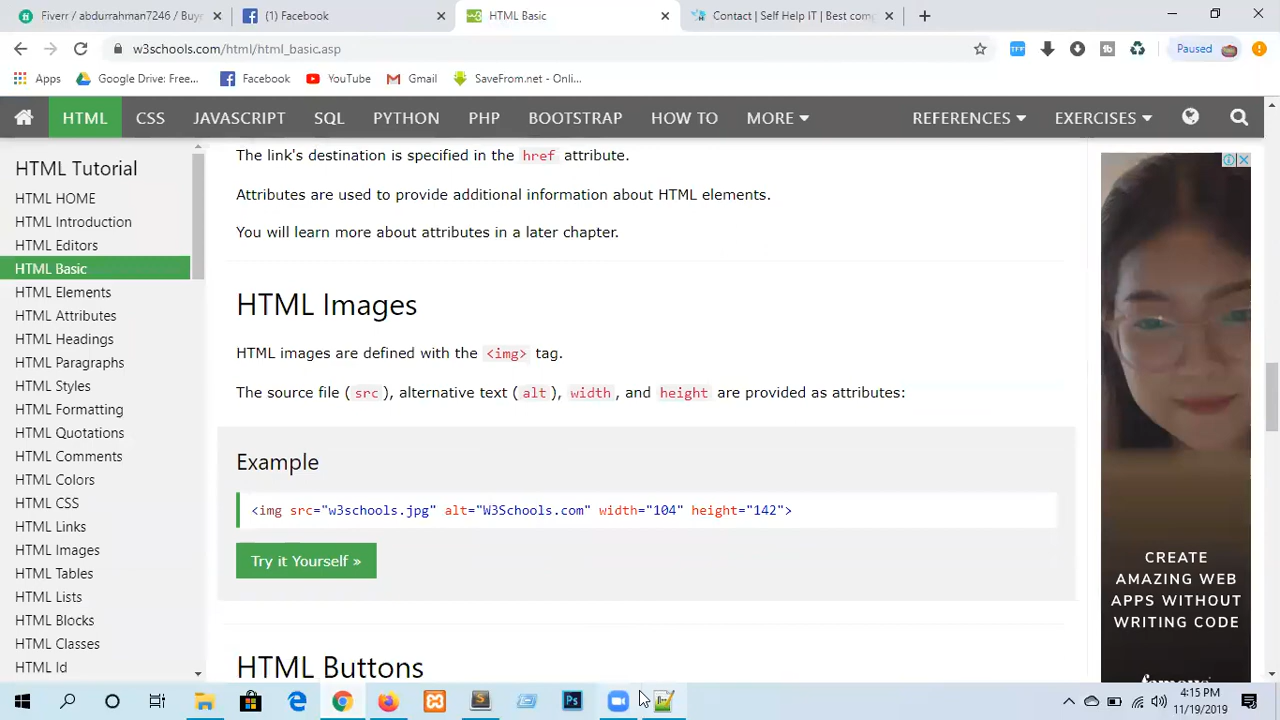 Fiverr / abdurrahman7246 / Buye
(1) Facebook
HTML Basic
Contact | Self Help IT | Best comp
w3schools.com/html/html_basic.asp
Paused
Apps
Google Drive: Free...
Facebook
YouTube
Gmail
SaveFrom.net - Onli...
HTML
CSS
JAVASCRIPT
SQL
PYTHON
PHP
BOOTSTRAP
HOW TO
MORE
REFERENCES
EXERCISES
HTML Tutorial
HTML HOME
HTML Introduction
HTML Editors
HTML Basic
HTML Elements
HTML Attributes
HTML Headings
HTML Paragraphs
HTML Styles
HTML Formatting
HTML Quotations
HTML Comments
HTML Colors
HTML CSS
HTML Links
HTML Images
HTML Tables
HTML Lists
HTML Blocks
HTML Classes
HTML Id
The link's destination is specified in the href attribute.
Attributes are used to provide additional information about HTML elements.
You will learn more about attributes in a later chapter.
HTML Images
HTML images are defined with the <img> tag.
The source file (src), alternative text (alt), width, and height are provided as attributes:
Example
<img src="w3schools.jpg" alt="W3Schools.com" width="104" height="142">
Try it Yourself »
HTML Buttons
CREATE
AMAZING WEB
APPS WITHOUT
WRITING CODE
4:15 PM
11/19/2019